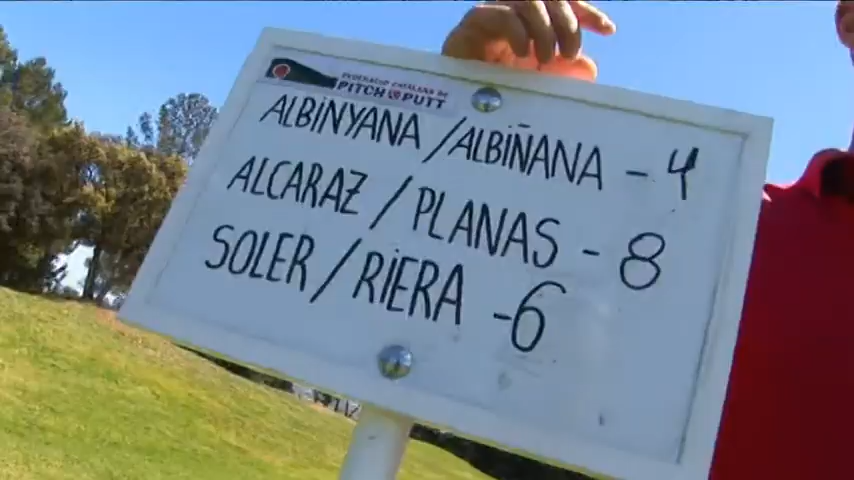 FEDERACIÓ CATALANA DE
PITCH & PUTT
ALBINYANA/ALBIÑANA - 4
ALCARAZ/PLANAS - 8
SOLER/RIERA - 6